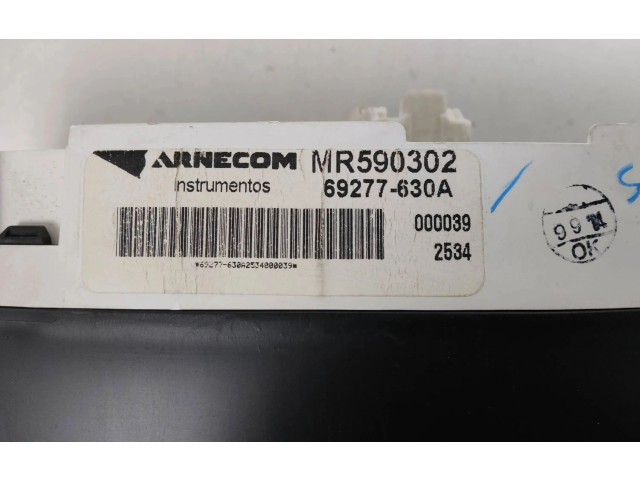 ARNECOM MR590302
Instrumentos 69277-630A
000039
2534
*69277-630A2534000039*
OK